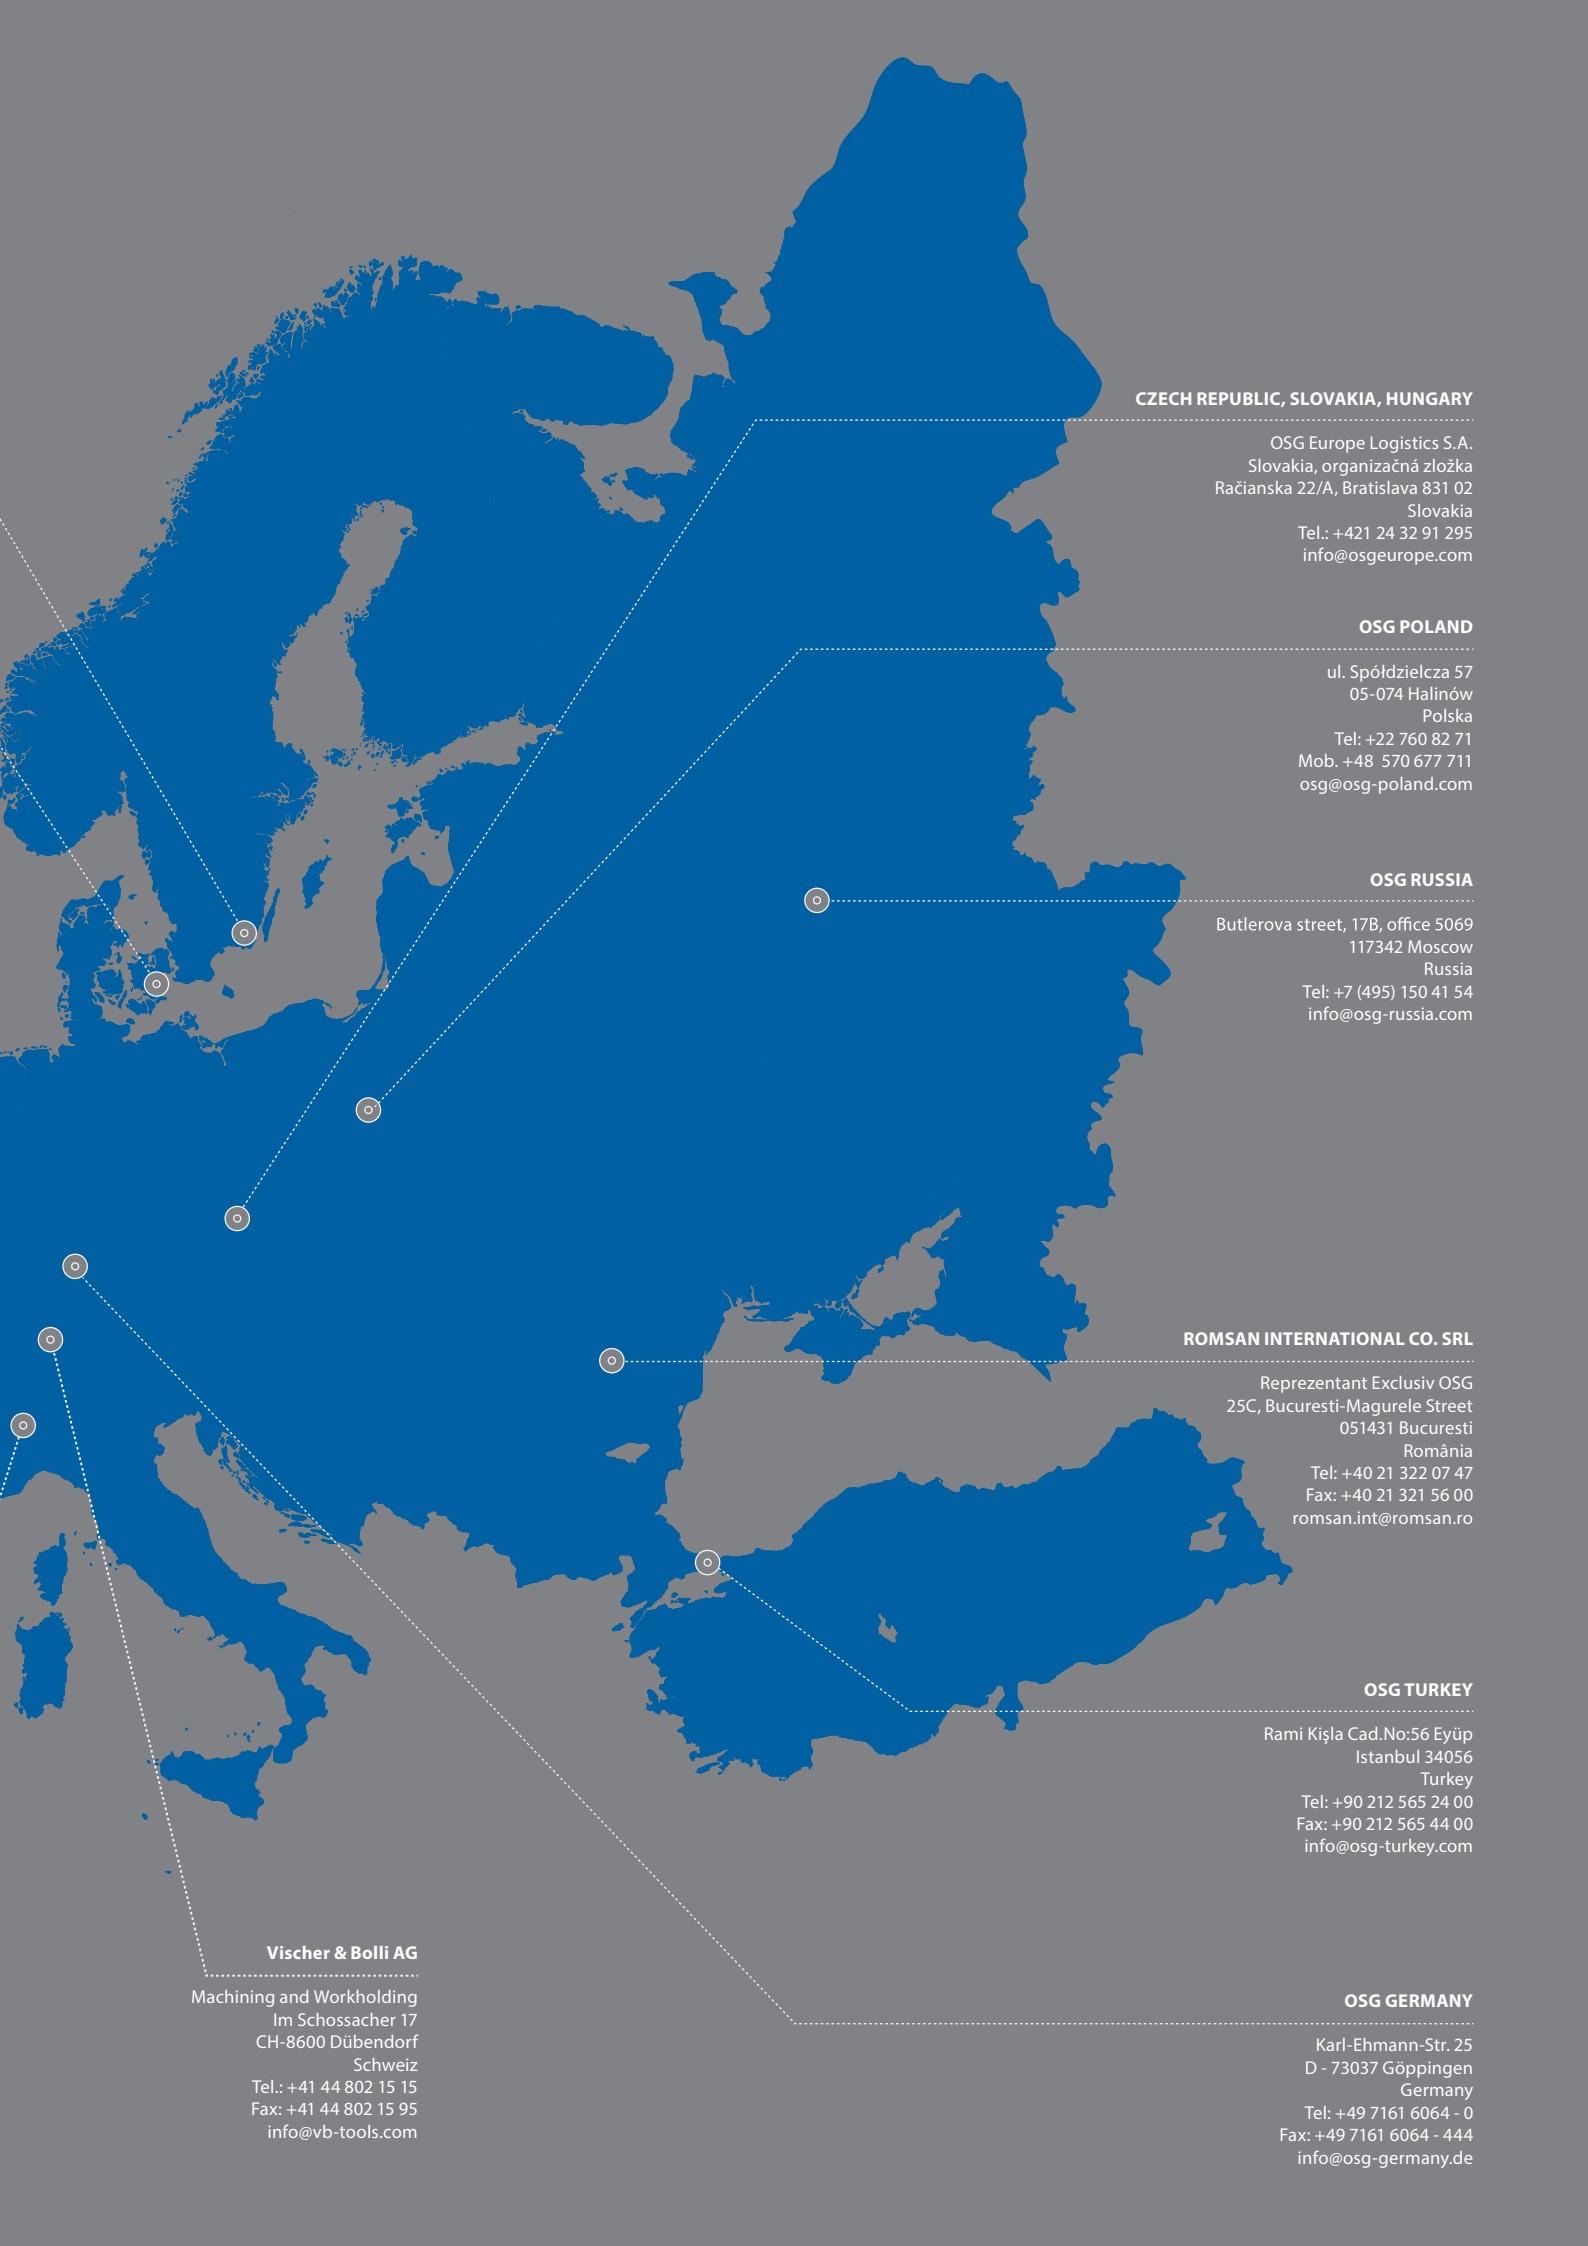 CZECH REPUBLIC, SLOVAKIA, HUNGARY
OSG Europe Logistics S.A.
Slovakia, organizačná zložka
Račianska 22/A, Bratislava 831 02
Slovakia
Tel.: +421 24 32 91 295
info@osgeurope.com
OSG POLAND
ul. Spółdzielcza 57
05-074 Halinów
Polska
Tel: +22 760 82 71
Mob. +48 570 677 711
osg@osg-poland.com
OSG RUSSIA
Butlerova street, 17B, office 5069
117342 Moscow
Russia
Tel: +7 (495) 150 41 54
info@osg-russia.com
ROMSAN INTERNATIONAL CO. SRL
Reprezentant Exclusiv OSG
25C, Bucuresti-Magurele Street
051431 Bucuresti
România
Tel: +40 21 322 07 47
Fax: +40 21 321 56 00
romsan.int@romsan.ro
OSG TURKEY
Rami Kişla Cad.No:56 Eyüp
Istanbul 34056
Turkey
Tel: +90 212 565 24 00
Fax: +90 212 565 44 00
info@osg-turkey.com
Vischer & Bolli AG
Machining and Workholding
Im Schossacher 17
CH-8600 Dübendorf
Schweiz
Tel.: +41 44 802 15 15
Fax: +41 44 802 15 95
info@vb-tools.com
OSG GERMANY
Karl-Ehmann-Str. 25
D - 73037 Göppingen
Germany
Tel: +49 7161 6064 - 0
Fax: +49 7161 6064 - 444
info@osg-germany.de